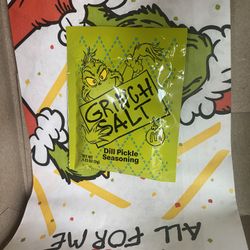 GRINCH
SALT
Dill Pickle
Seasoning
ALL FOR ME